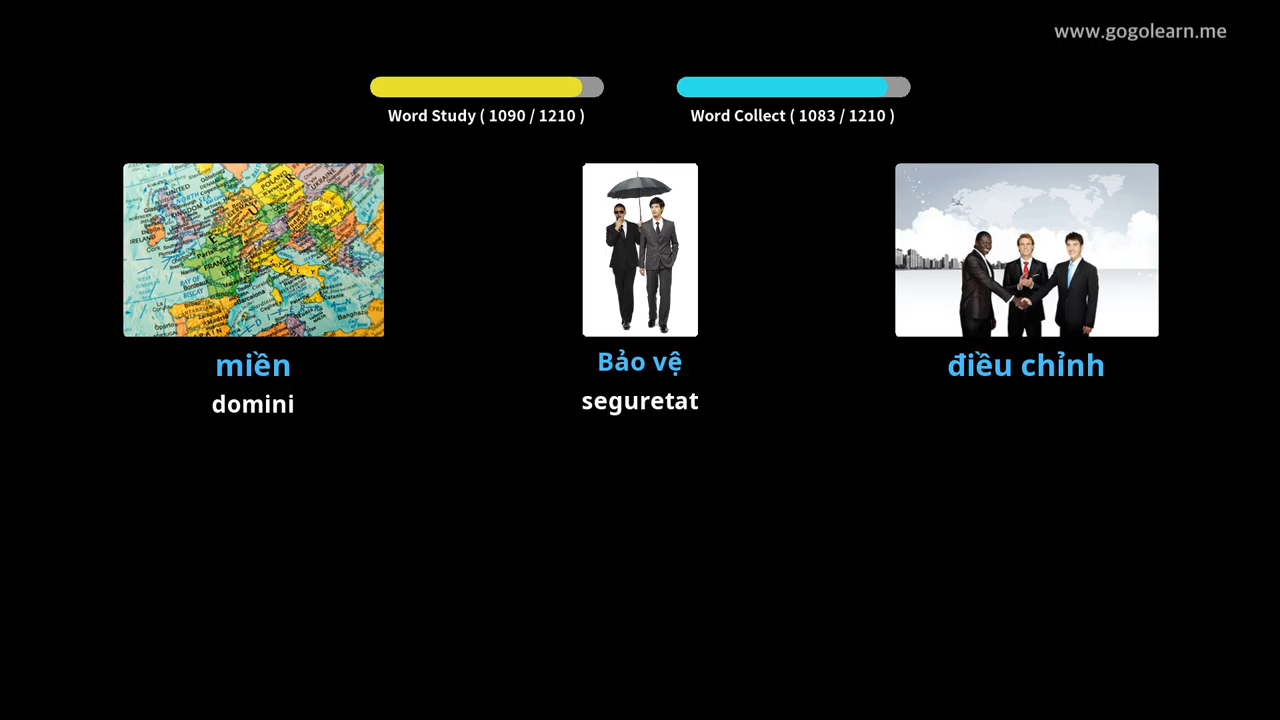 www.gogolearn.me
Word Study ( 1090 / 1210 )
Word Collect ( 1083 / 1210 )
miền
domini
Bảo vệ
seguretat
điều chỉnh